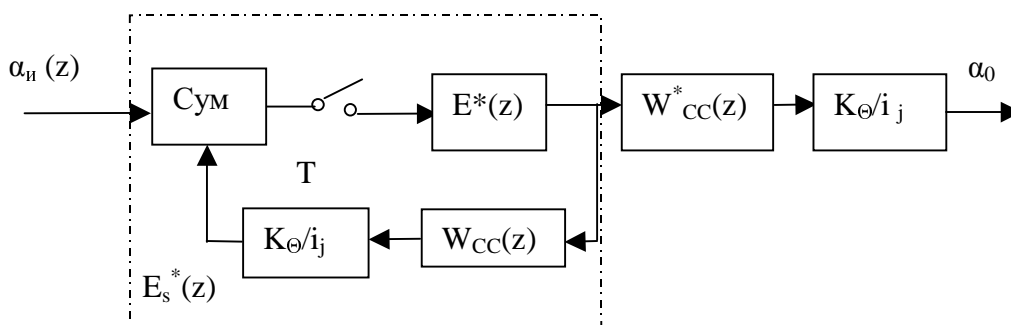 αи (z)
Сум
E*(z)
W*CC(z)
KΘ/i j
α0
T
KΘ/ij
WCC(z)
Es*(z)